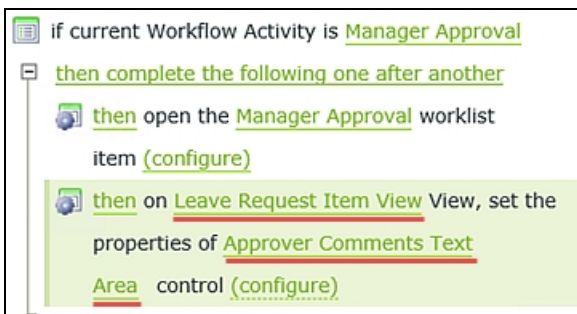 if current Workflow Activity is Manager Approval
then complete the following one after another
then open the Manager Approval worklist
item (configure)
then on Leave Request Item View View, set the
properties of Approver Comments Text
Area control (configure)